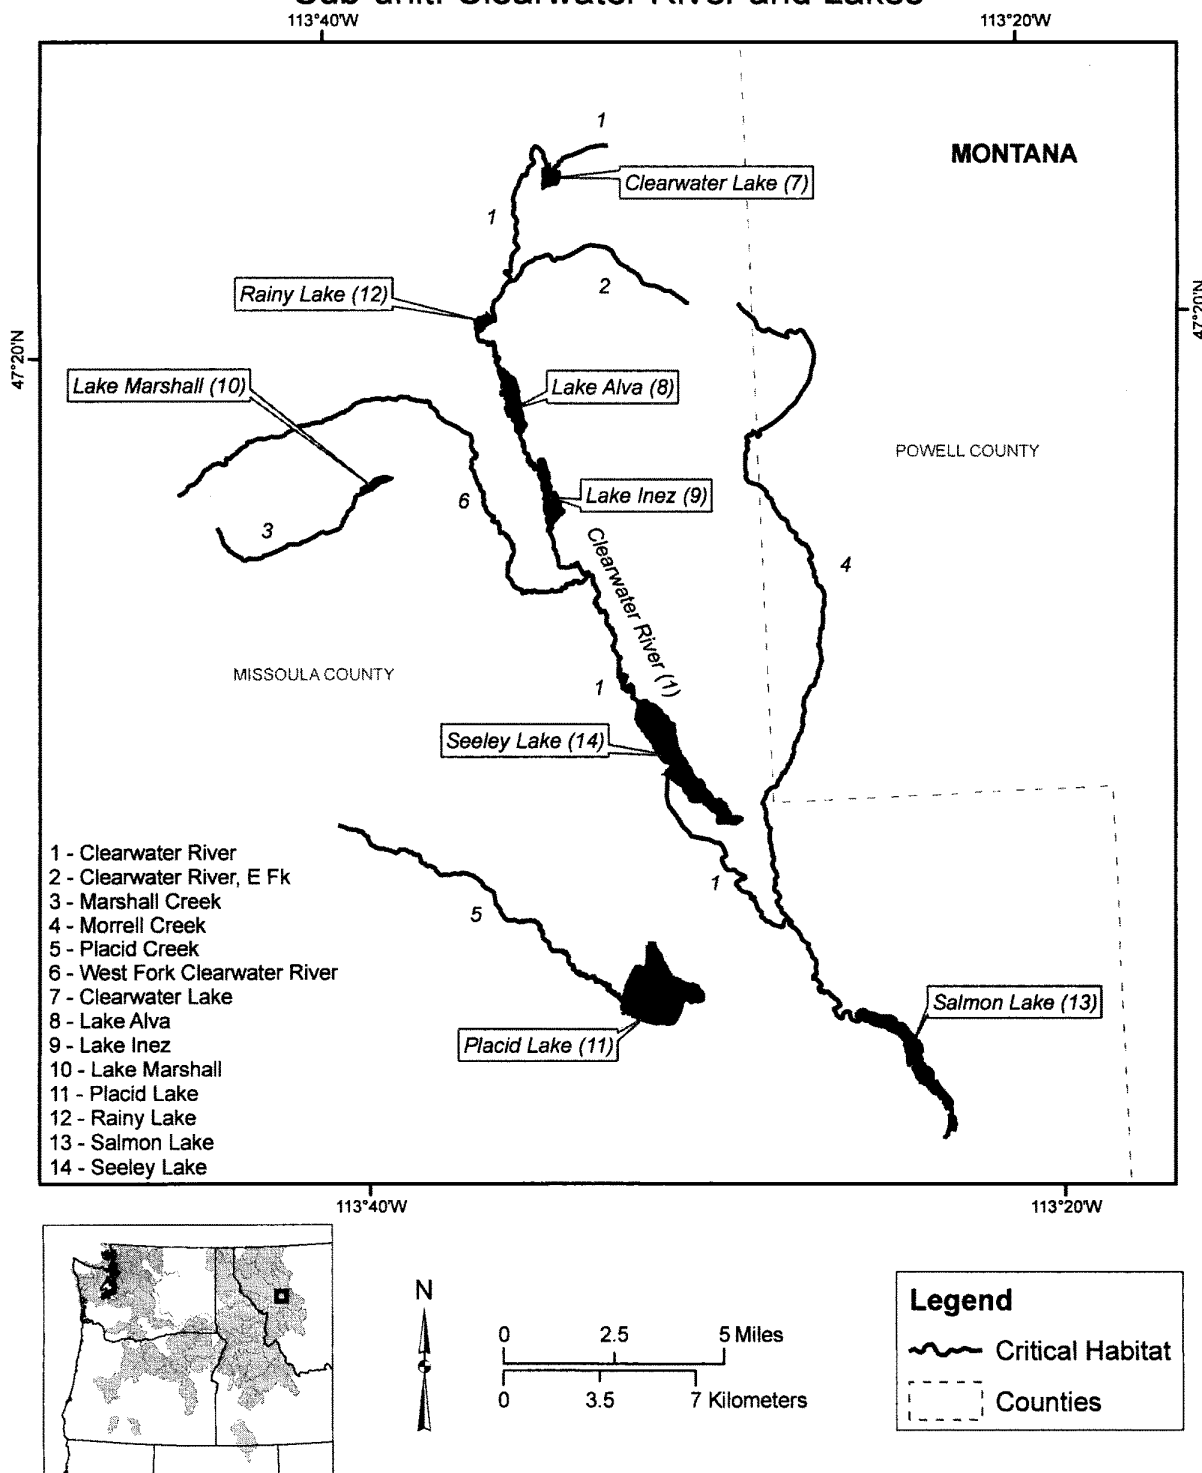 Sub-unit: Clearwater River and Lakes
113°40'W
113°20'W
1
MONTANA
Clearwater Lake (7)
1
2
Rainy Lake (12)
47°20'N
47°20'N
Lake Marshall (10)
Lake Alva (8)
POWELL COUNTY
Lake Inez (9)
6
3
Clearwater River (1)
4
MISSOULA COUNTY
1
Seeley Lake (14)
1 - Clearwater River
2 - Clearwater River, E Fk
3 - Marshall Creek
4 - Morrell Creek
5 - Placid Creek
6 - West Fork Clearwater River
7 - Clearwater Lake
8 - Lake Alva
9 - Lake Inez
10 - Lake Marshall
11 - Placid Lake
12 - Rainy Lake
13 - Salmon Lake
14 - Seeley Lake
1
5
Salmon Lake (13)
Placid Lake (11)
113°40'W
113°20'W
N
0 2.5 5 Miles
0 3.5 7 Kilometers
Legend
Critical Habitat
Counties